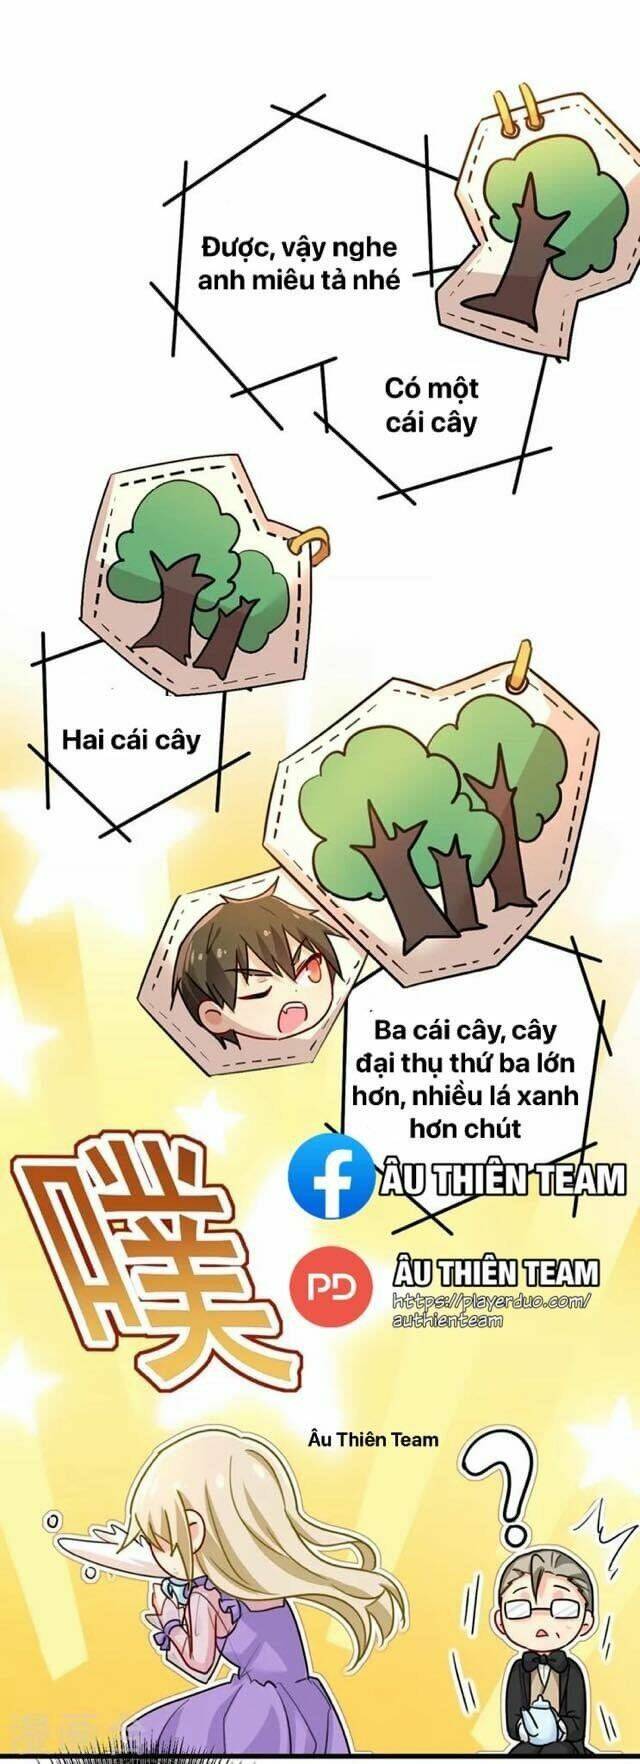 Được, vậy nghe
anh miêu tả nhé
Có một
cái cây
Hai cái cây
Ba cái cây, cây
đại thụ thứ ba lớn
hơn, nhiều lá xanh
hơn chút
噗
f ÂU THIÊN TEAM
PD ÂU THIÊN TEAM
https://playerduo.com/
authienteam
Âu Thiên Team
?